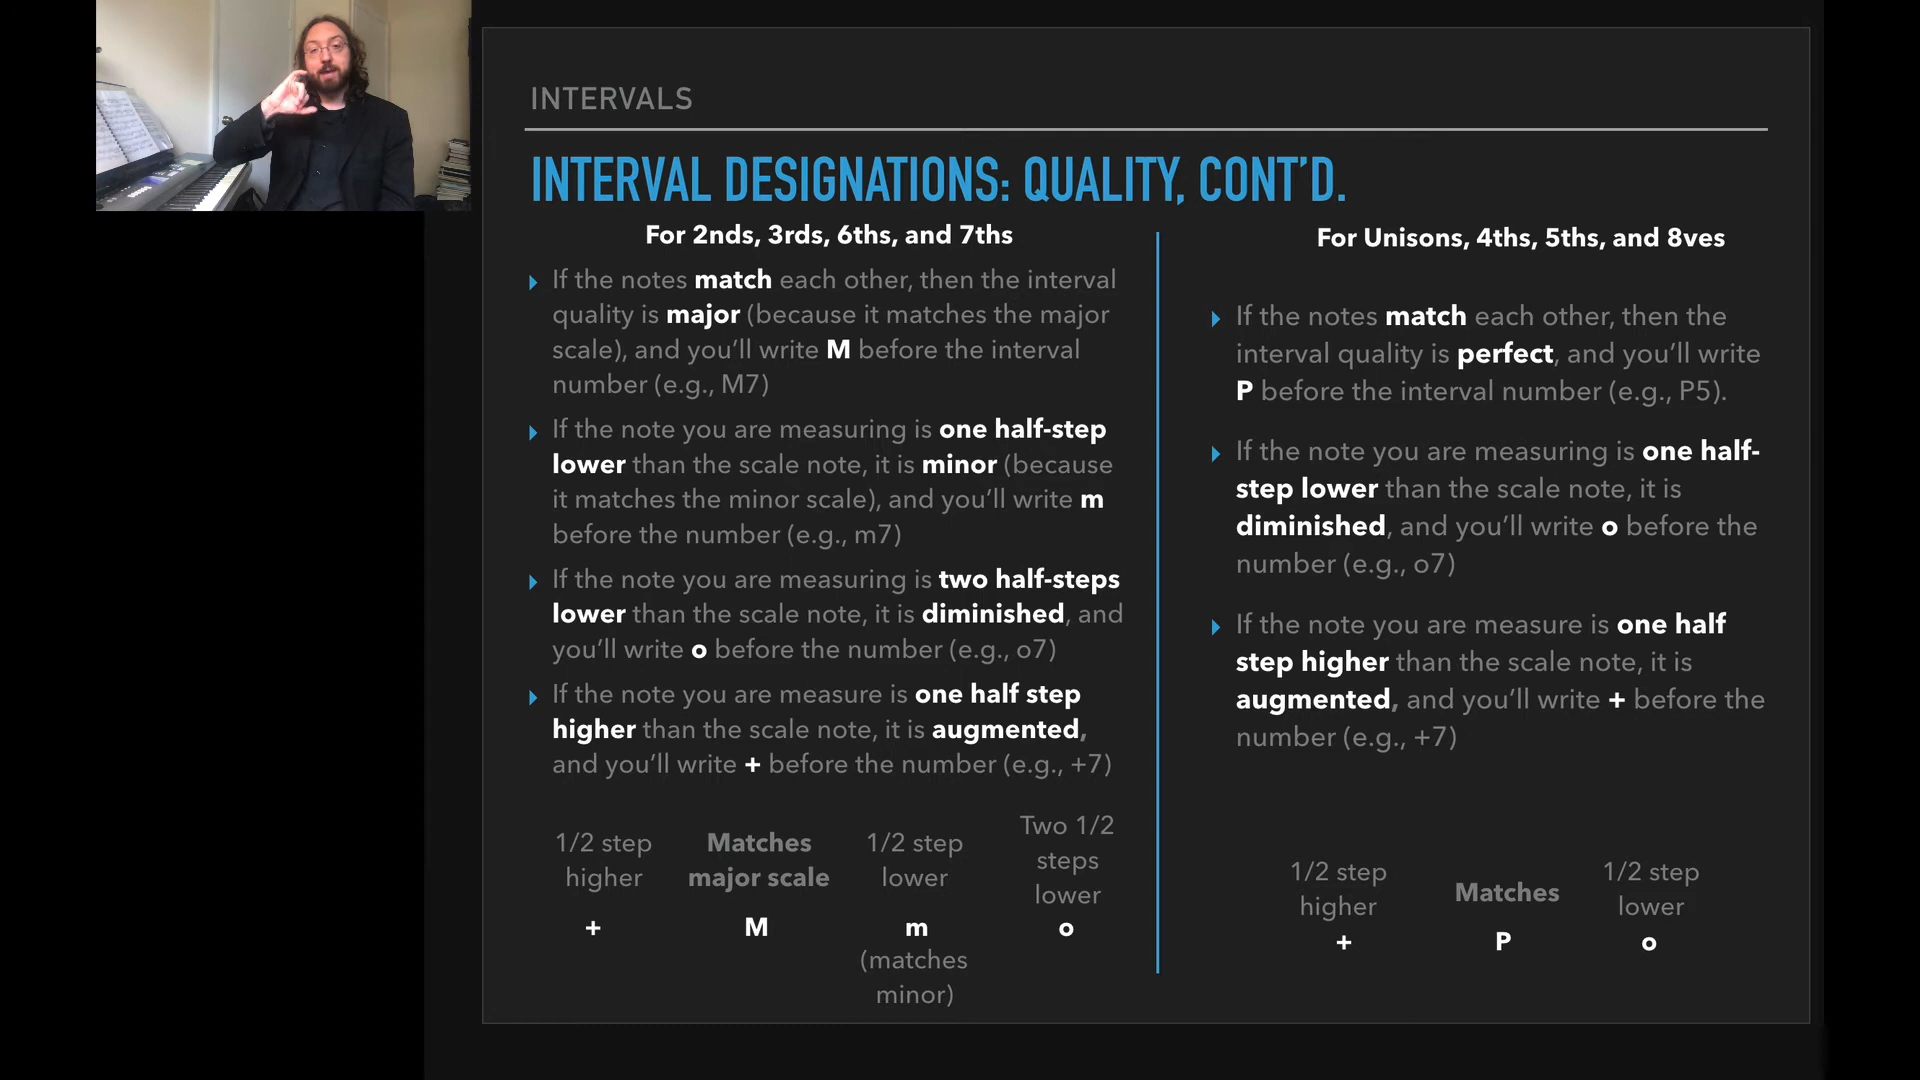 INTERVALS
INTERVAL DESIGNATIONS: QUALITY, CONT'D.
For 2nds, 3rds, 6ths, and 7ths
If the notes match each other, then the interval
quality is major (because it matches the major
scale), and you'll write M before the interval
number (e.g., M7)
If the note you are measuring is one half-step
lower than the scale note, it is minor (because
it matches the minor scale), and you'll write m
before the number (e.g., m7)
If the note you are measuring is two half-steps
lower than the scale note, it is diminished, and
you'll write o before the number (e.g., o7)
If the note you are measure is one half step
higher than the scale note, it is augmented,
and you'll write + before the number (e.g., +7)
1/2 step
higher
+
Matches
major scale
M
1/2 step
lower
m
(matches
minor)
Two 1/2
steps
lower
o
For Unisons, 4ths, 5ths, and 8ves
If the notes match each other, then the
interval quality is perfect, and you'll write
P before the interval number (e.g., P5).
If the note you are measuring is one half-
step lower than the scale note, it is
diminished, and you'll write o before the
number (e.g., o7)
If the note you are measure is one half
step higher than the scale note, it is
augmented, and you'll write + before the
number (e.g., +7)
1/2 step
higher
+
Matches
P
1/2 step
lower
o